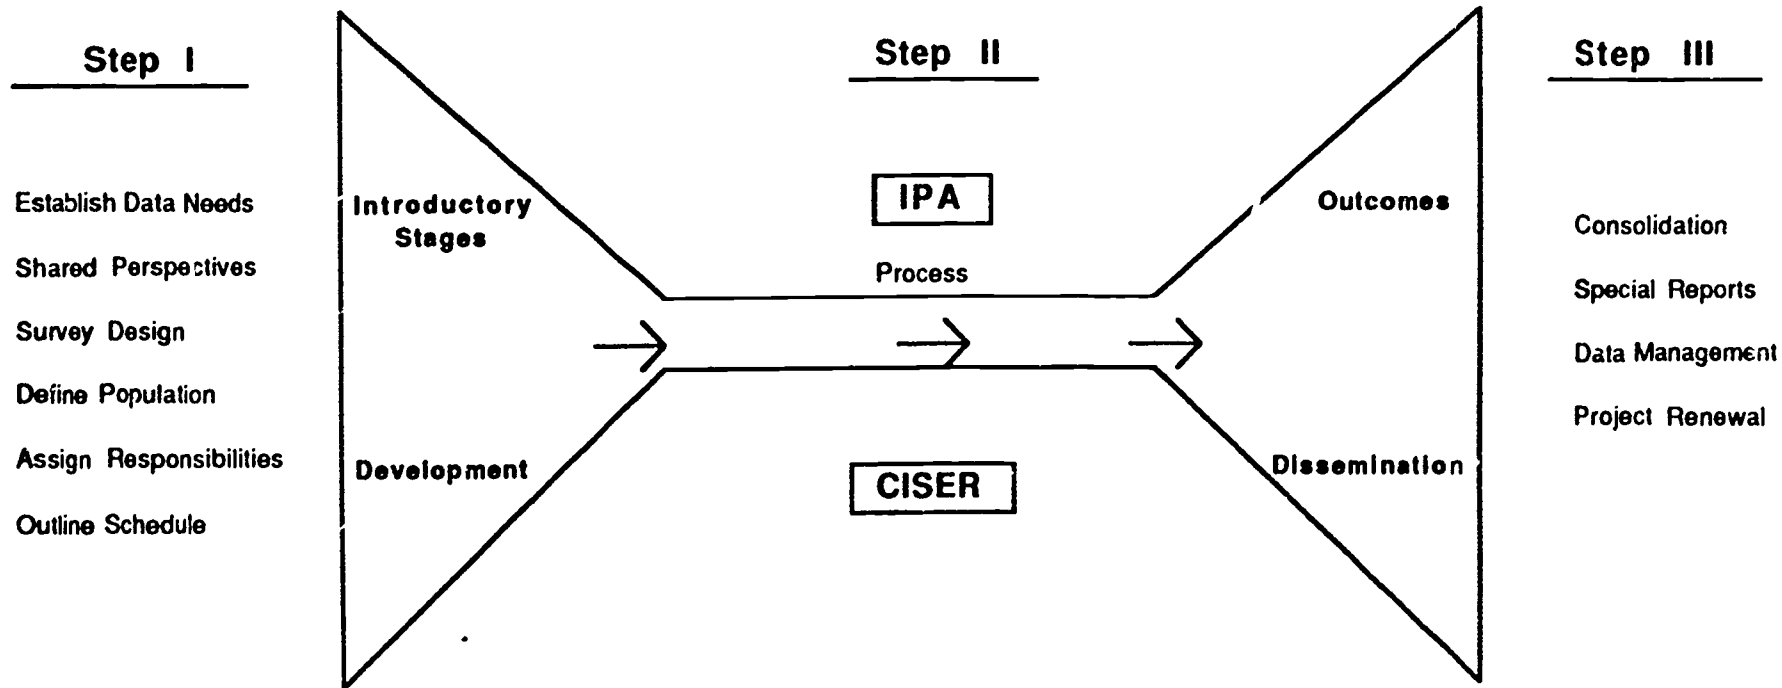 Step I
Establish Data Needs
Shared Perspectives
Survey Design
Define Population
Assign Responsibilities
Outline Schedule
Introductory
Stages
Development
Step II
IPA
Process
CISER
Outcomes
Dissemination
Step III
Consolidation
Special Reports
Data Management
Project Renewal